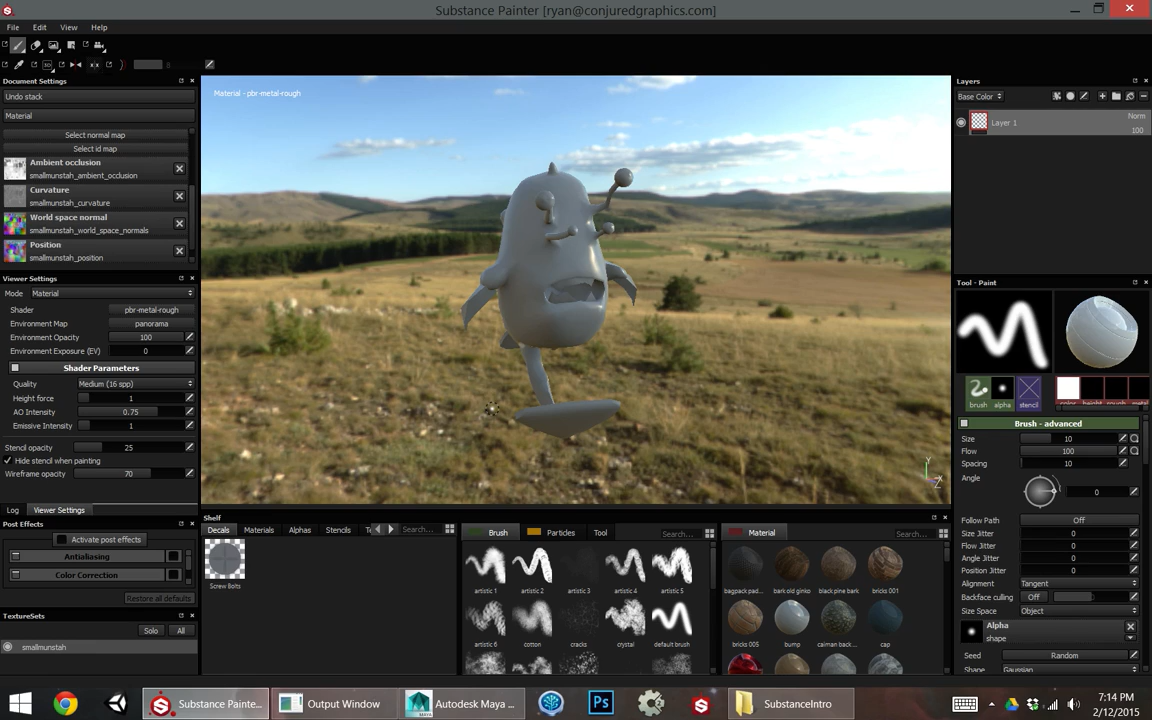 Substance Painter [ryan@conjuredgraphics.com]
File Edit View Help
Document Settings
Undo stack
Material
Select normal map
Select id map
Ambient occlusion
smallmunstah_ambient_occlusion
Curvature
smallmunstah_curvature
World space normal
smallmunstah_world_space_normals
Position
smallmunstah_position
Viewer Settings
Mode Material
Shader pbr-metal-rough
Environment Map panorama
Environment Opacity 100
Environment Exposure (EV) 0
Shader Parameters
Quality Medium (16 spp)
Height force 1
AO Intensity 0.75
Emissive Intensity 1
Stencil opacity 25
Hide stencil when painting
Wireframe opacity 70
Log Viewer Settings
Post Effects
Activate post effects
Antialiasing
Color Correction
Restore all defaults
TextureSets
Solo All
smallmunstah
Material - pbr-metal-rough
Y
X
Z
Shelf
Decals Materials Alphas Stencils Search...
Screw Bolts
Brush Particles Tool Search...
artistic 1 artistic 2 artistic 3 artistic 4 artistic 5
artistic 6 cotton cracks crystal default brush
Material Search...
bagpack pad... bark old ginko black pine bark bricks 001
bricks 005 bump caiman back ... cap
Layers
Base Color
Layer 1 Norm
100
Tool - Paint
brush alpha stencil color height rough metal
Brush - advanced
Size 10
Flow 100
Spacing 10
Angle 0
Follow Path Off
Size Jitter 0
Flow Jitter 0
Angle Jitter 0
Position Jitter 0
Alignment Tangent
Backface culling Off
Size Space Object
Alpha
shape
Seed Random
Shape Gaussian
Substance Painte... Output Window Autodesk Maya ... MAYA Ps SubstanceIntro
7:14 PM
2/12/2015